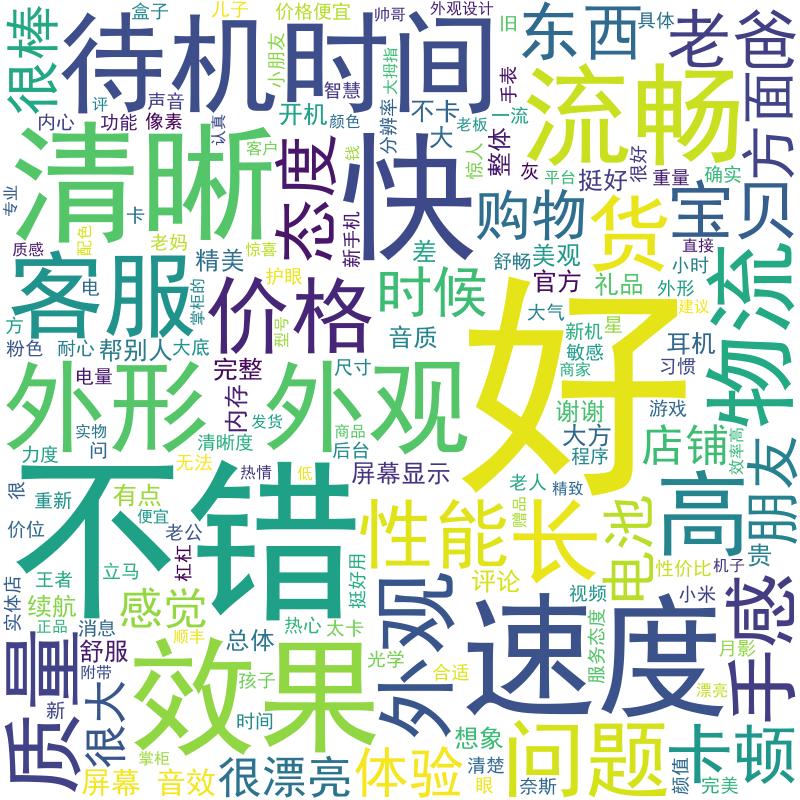 很棒
盒子
儿子
价格便宜
帅哥
外观设计
旧
具体
东西
老爸
待机时间
小朋友
智慧
大拇指
手表
流畅
方面
内心
评
功能
声音
像素
认真
开机
颜色
分辨率
不卡
大
老板
一流
惊人
整体
很好
清晰
客户
态度
钱
快
灰
平台
挺好
重量
确实
专业
卡
购物
货
宝贝
质感
配色
老妈
惊喜
新手机
差
舒畅
美观
直接
客服
精美
护眼
时候
官方
礼品
小时
外形
物流
电
掌柜的
价格
型号
大气
星
建议
方
粉色
耐心
帮别人
大底
音质
新机
敏感
耳机
好
外形
外观
电量
完整
内存
尺寸
商家
习惯
发货
谢谢
游戏
店铺
实物
问
清晰度
商品
后台
大方
程序
效率高
朋友
力度
无法
热情
低
屏幕显示
老人
精致
高
很
重新
有点
不错
性能
长
赠品
电池
价位
便宜
老公
贵
实体店
王者
立马
杠杠
挺好用
评论
视频
性价比
机子
小米
续航
感觉
正品
消息
顺丰
总体
热心
太卡
外观
速度
服务态度
手感
质量
舒服
附带
效果
光学
月影
孩子
合适
新
很大
时间
漂亮
想象
问题
卡顿
掌柜
屏幕
音效
很漂亮
体验
清楚
眼
奈斯
颜值
完美